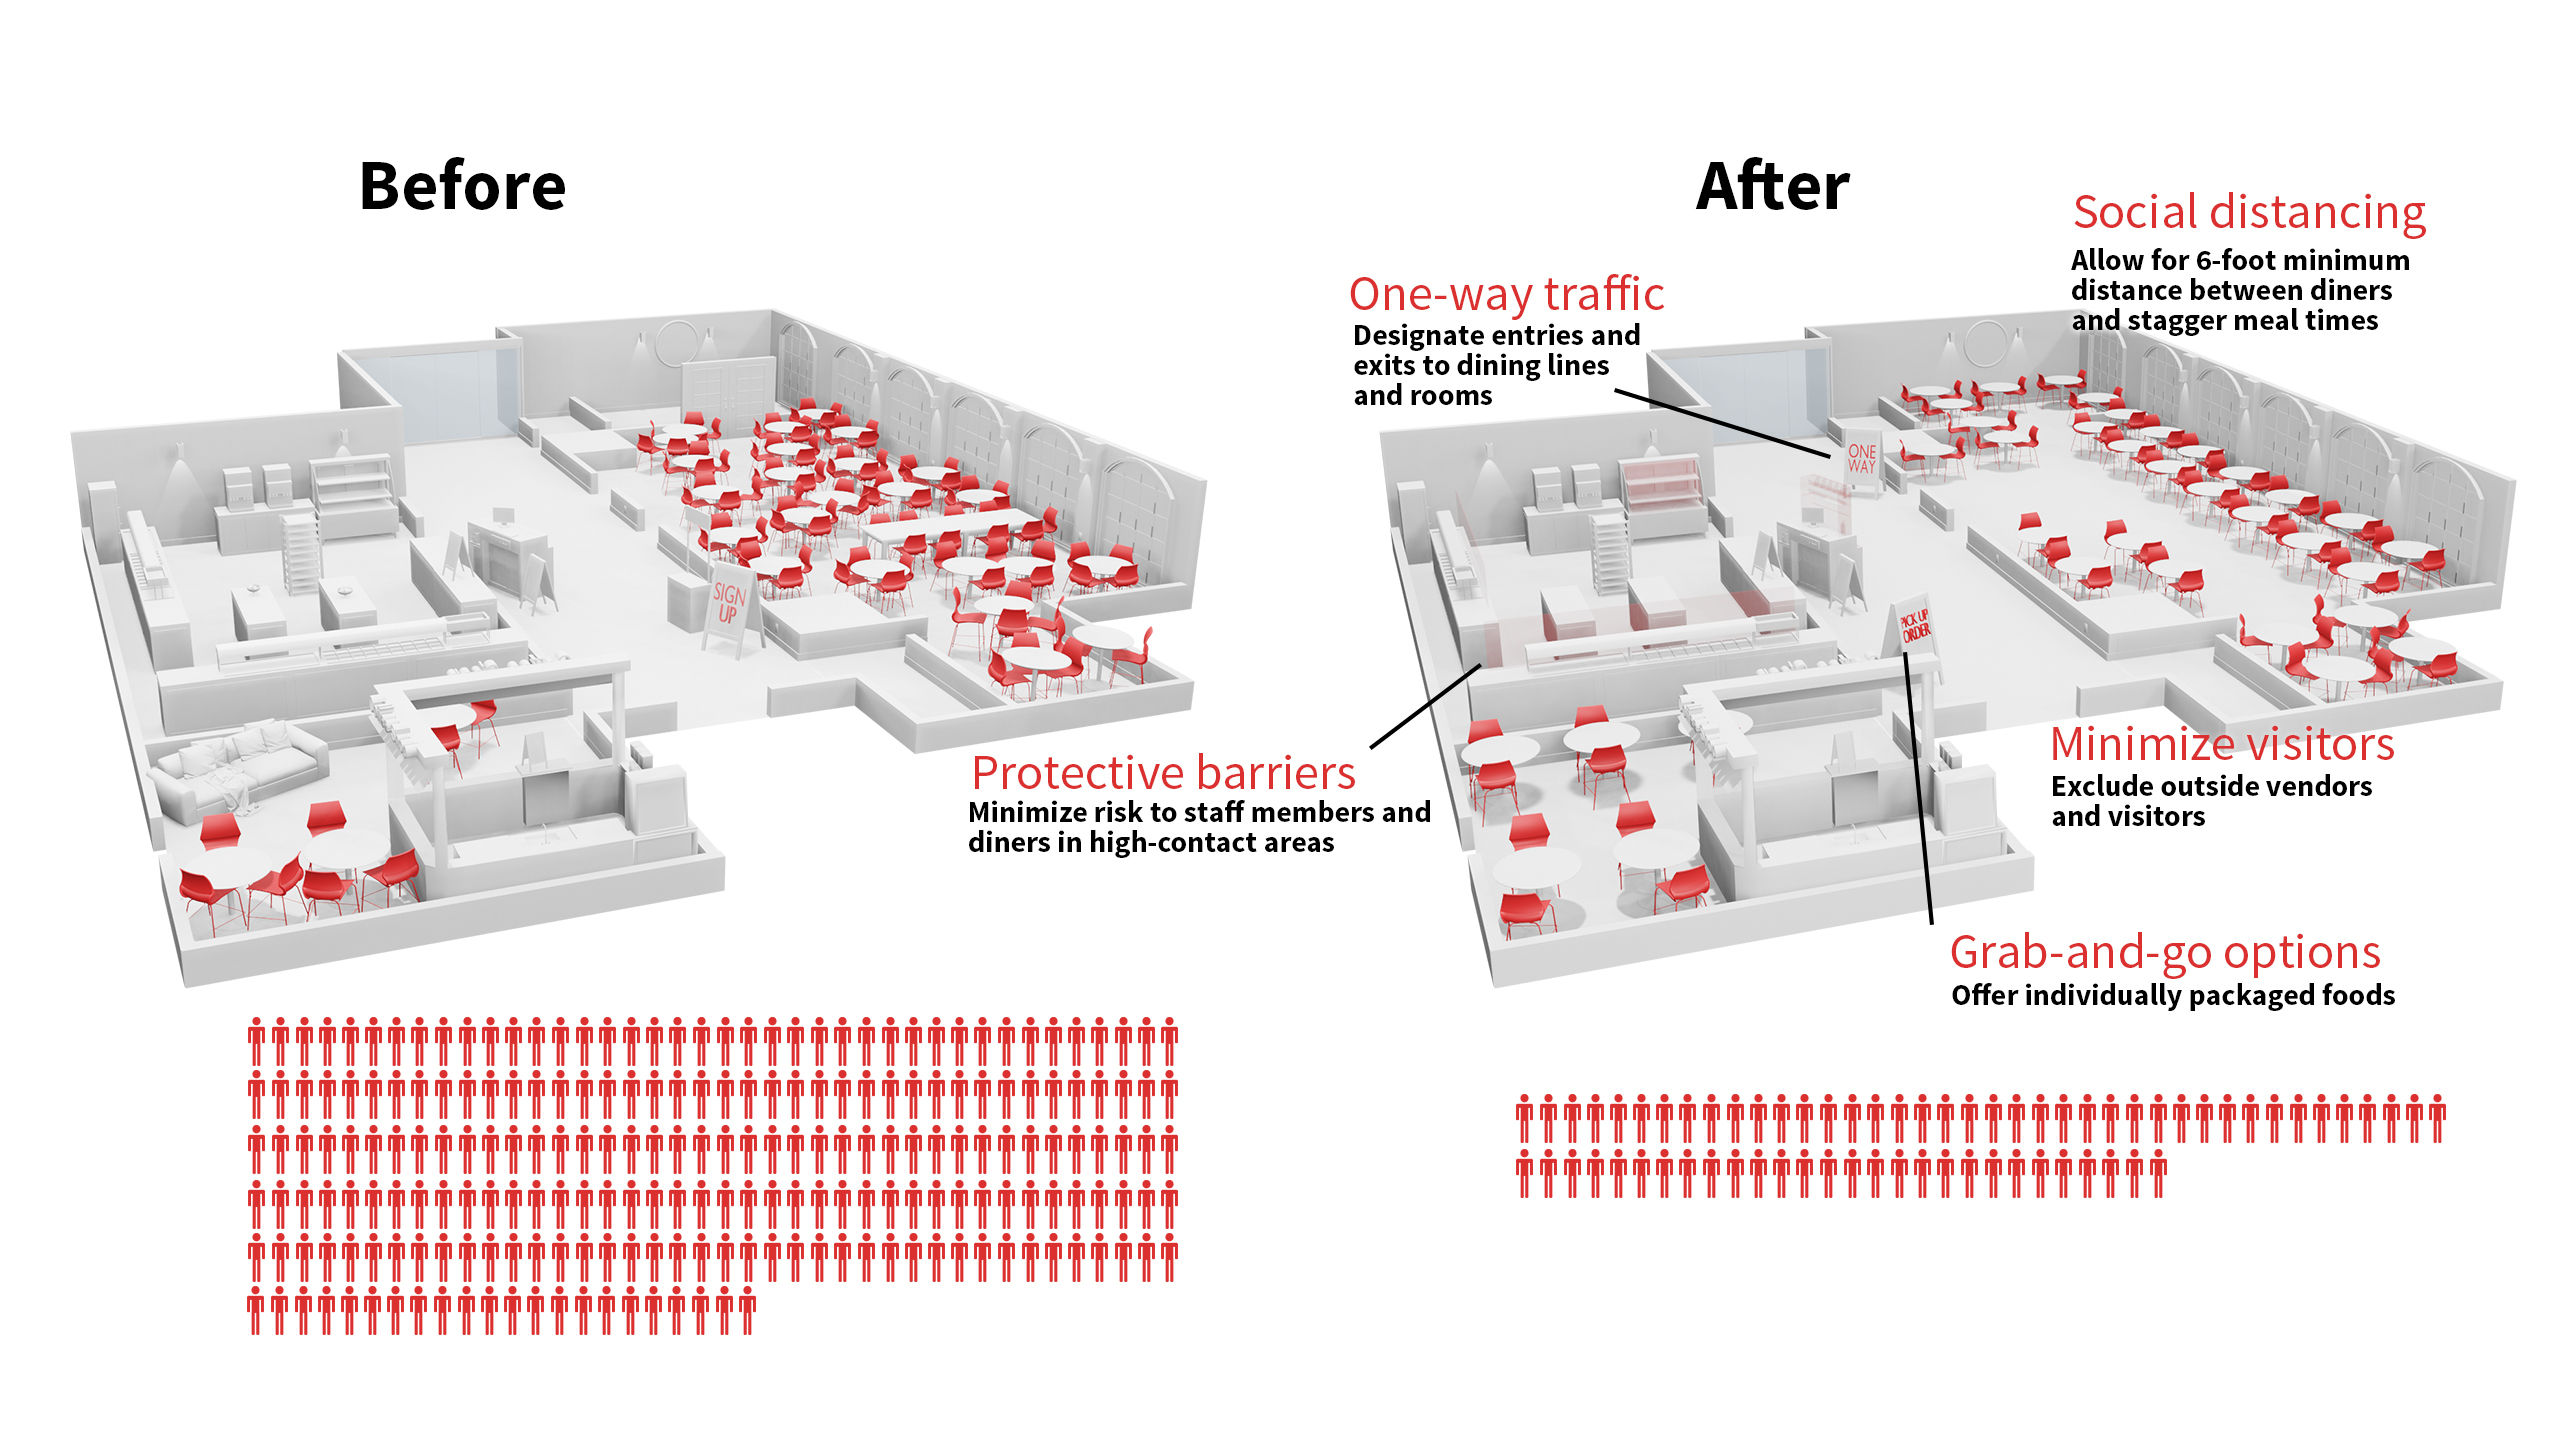 Before
After
Social distancing
Allow for 6-foot minimum
distance between diners
and stagger meal times
One-way traffic
Designate entries and
exits to dining lines
and rooms
ONE
WAY
SIGN
UP
PICK UP
ORDER
Protective barriers
Minimize risk to staff members and
diners in high-contact areas
Minimize visitors
Exclude outside vendors
and visitors
Grab-and-go options
Offer individually packaged foods